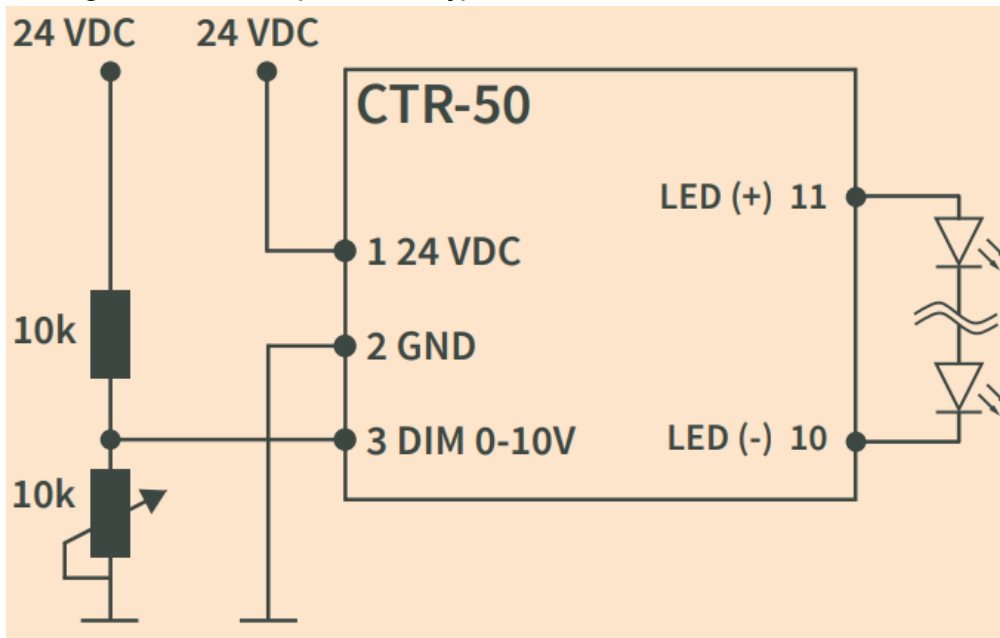 24 VDC
24 VDC
CTR-50
LED (+) 11
1 24 VDC
10k
2 GND
3 DIM 0-10V
LED (-) 10
10k